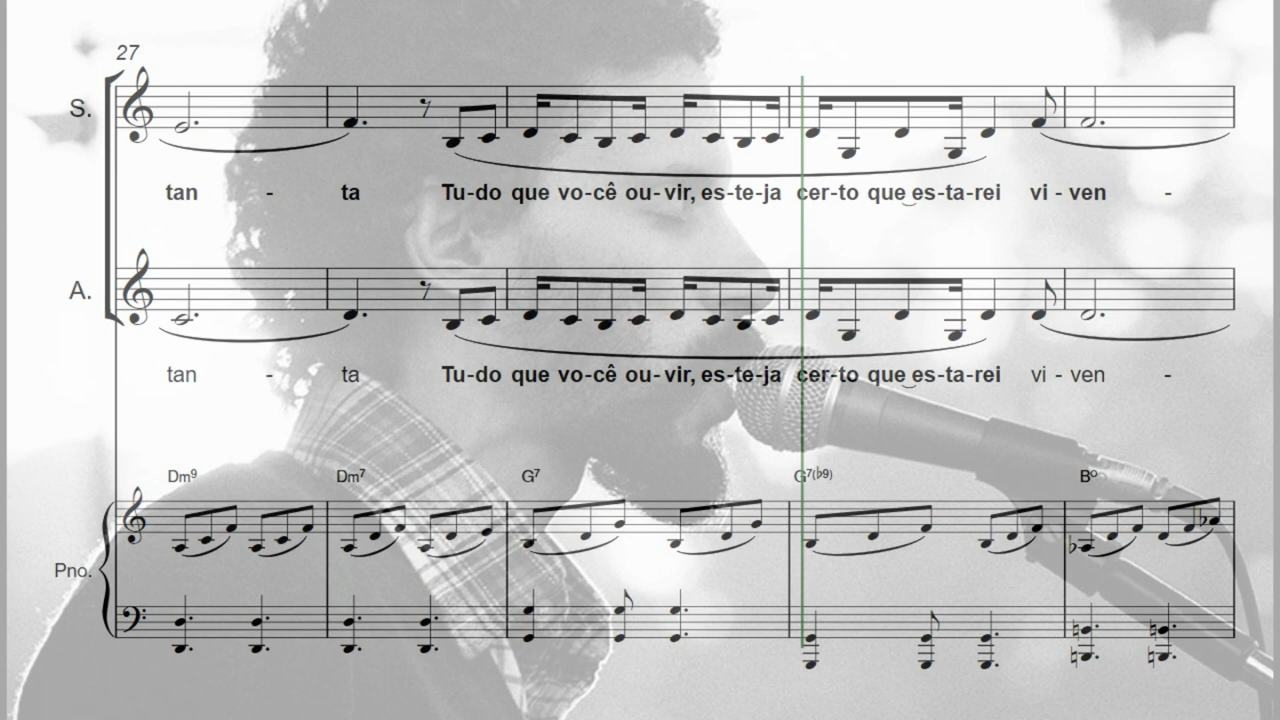 27
S.
tan - ta Tu-do que vo-cê ou-vir, es-te-ja cer-to que‿es-ta-rei vi - ven -
A.
tan - ta Tu-do que vo-cê ou-vir, es-te-ja cer-to que‿es-ta-rei vi - ven -
Dm9 Dm7 G7 G7(♭9) B°
Pno.